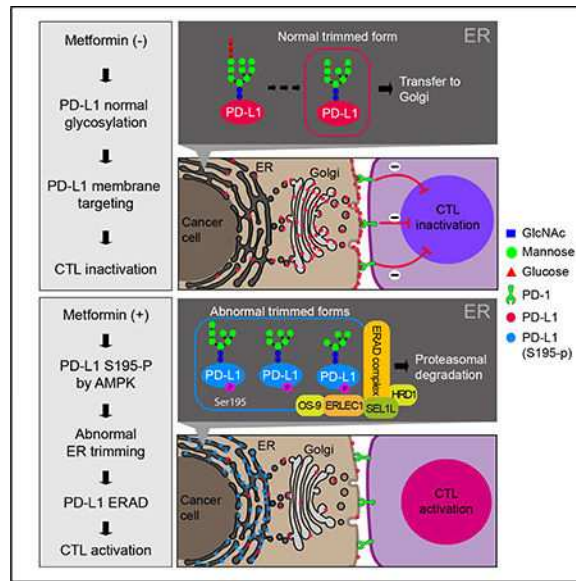 Metformin (-)
PD-L1 normal
glycosylation
PD-L1 membrane
targeting
CTL inactivation
Normal trimmed form
ER
PD-L1
PD-L1
Transfer to
Golgi
ER
Golgi
Cancer
cell
CTL
inactivation
GlcNAc
Mannose
Glucose
PD-1
PD-L1
PD-L1
(S195-p)
Metformin (+)
PD-L1 S195-P
by AMPK
Abnormal
ER trimming
PD-L1 ERAD
CTL activation
Abnormal trimmed forms
ER
PD-L1
PD-L1
PD-L1
Ser195
ERAD complex
OS-9
ERLEC1
SEL1L
HRD1
Proteasomal
degradation
ER
Golgi
Cancer
cell
CTL
activation